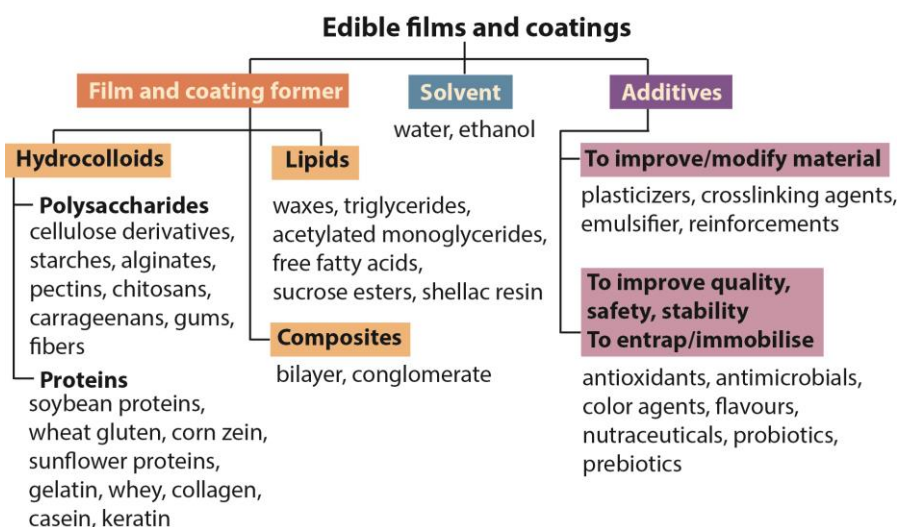 Edible films and coatings
Film and coating former
Solvent
Additives
water, ethanol
Hydrocolloids
Polysaccharides
cellulose derivatives,
starches, alginates,
pectins, chitosans,
carrageenans, gums,
fibers
Proteins
soybean proteins,
wheat gluten, corn zein,
sunflower proteins,
gelatin, whey, collagen,
casein, keratin
Lipids
waxes, triglycerides,
acetylated monoglycerides,
free fatty acids,
sucrose esters, shellac resin
Composites
bilayer, conglomerate
To improve/modify material
plasticizers, crosslinking agents,
emulsifier, reinforcements
To improve quality,
safety, stability
To entrap/immobilise
antioxidants, antimicrobials,
color agents, flavours,
nutraceuticals, probiotics,
prebiotics